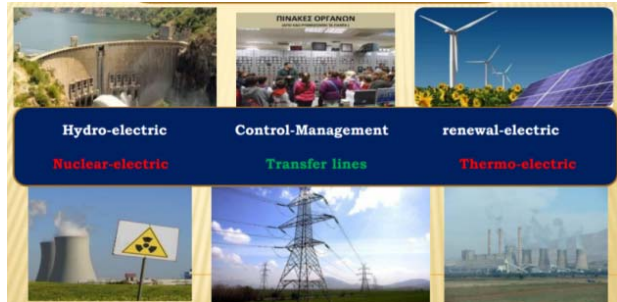 ΠΙΝΑΚΕΣ ΟΡΓΑΝΩΝ
Hydro-electric Control-Management renewal-electric
Nuclear-electric Transfer lines Thermo-electric